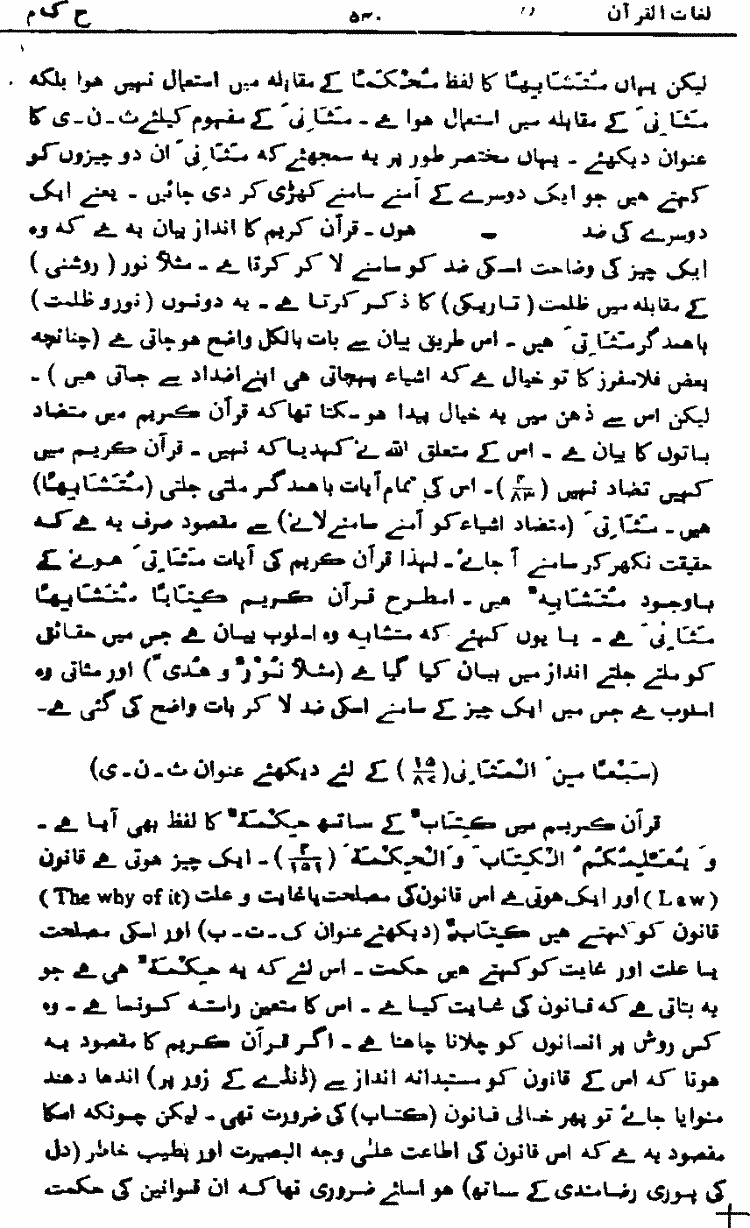 لغات القرآن ۵۳۰ ح ک م
لیکن یہاں مُتَشَابِھًا کا لفظ مُحْکَمًا کے مقابلہ میں استعمال نہیں ہوا بلکہ
مَثَانِیَ کے مقابلہ میں استعمال ہوا ہے۔ مَثَانِیَ کے مفہوم کیلئے ث۔ن۔ی کا
عنوان دیکھئے۔ یہاں مختصر طور پر یہ سمجھئے کہ مَثَانِیَ ان دو چیزوں کو
کہتے ہیں جو ایک دوسرے کے آمنے سامنے کھڑی کر دی جائیں۔ یعنے ایک
دوسرے کی ضد ہوں۔ قرآن کریم کا انداز بیان یہ ہے کہ وہ
ایک چیز کی وضاحت اسکی ضد کو سامنے لا کر کرتا ہے۔ مثلاً نور (روشنی)
کے مقابلہ میں ظلمت (تاریکی) کا ذکر کرتا ہے۔ یہ دونوں (نور و ظلمت)
باھمدگر مَثَانِیَ ہیں۔ اس طریق بیان سے بات بالکل واضح ہو جاتی ہے (چنانچہ
بعض فلاسفرز کا تو خیال ہے کہ اشیاء پہچانی ھی اپنے اضداد سے جاتی ھیں)۔
لیکن اس سے ذھن میں یہ خیال پیدا ہو سکتا تھا کہ قرآن کریم میں متضاد
باتوں کا بیان ہے۔ اس کے متعلق اللہ نے کہدیا کہ نہیں۔ قرآن کریم میں
کہیں تضاد نہیں (۴/۸۲)۔ اس کی تمام آیات باھمدگر ملتی جلتی (مُتَشَابِھًا)
ھیں۔ مَثَانِیَ (متضاد اشیاء کو آمنے سامنے لانے) سے مقصود صرف یہ ہے کہ
حقیقت نکھر کر سامنے آ جائے۔ لہذا قرآن کریم کی آیات مَثَانِیَ ہونے کے
باوجود مُتَشَابِہٌ ھیں۔ اسطرح قرآن کریم کِتَابًا مُتَشَابِھًا
مَثَانِیَ ہے۔ یا یوں کہئے کہ متشابہ وہ اسلوب بیان ہے جس میں حقائق
کو ملتے جلتے انداز میں بیان کیا گیا ہے (مثلاً نُوْرٌ و ھُدًی) اور مثانی وہ
اسلوب ہے جس میں ایک چیز کے سامنے اسکی ضد لا کر بات واضح کی گئی ہے۔
(سَبْعًا مِنَ الْمَثَانِی (۱۵/۸۷) کے لئے دیکھئے عنوان ث۔ن۔ی)
قرآن کریم میں کِتَابٌ کے ساتھ حِکْمَةٌ کا لفظ بھی آیا ہے۔
وَ یُعَلِّمُکُمُ الْکِتَابَ وَالْحِکْمَةَ (۲/۱۵۱)۔ ایک چیز ہوتی ہے قانون
(Law) اور ایک ہوتی ہے اس قانون کی مصلحت یا غایت و علت (The why of it)
قانون کو کہتے ھیں کِتَابٌ (دیکھئے عنوان ک۔ت۔ب) اور اسکی مصلحت
یا علت اور غایت کو کہتے ھیں حکمت۔ اس لئے کہ یہ حِکْمَةٌ ھی ہے جو
یہ بتاتی ہے کہ قانون کی غایت کیا ہے۔ اس کا متعین راستہ کونسا ہے۔ وہ
کس روش پر انسانوں کو چلانا چاھتا ہے۔ اگر قرآن کریم کا مقصود یہ
ہوتا کہ اس کے قانون کو مستبدانہ انداز سے (ڈنڈے کے زور پر) اندھا دھند
منوایا جائے تو پھر خالی قانون (کتاب) کی ضرورت تھی۔ لیکن چونکہ اسکا
مقصود یہ ہے کہ اس قانون کی اطاعت علیٰ وجہ البصیرت اور بطیب خاطر (دل
کی پوری رضامندی کے ساتھ) ہو اسلئے ضروری تھا کہ ان قوانین کی حکمت